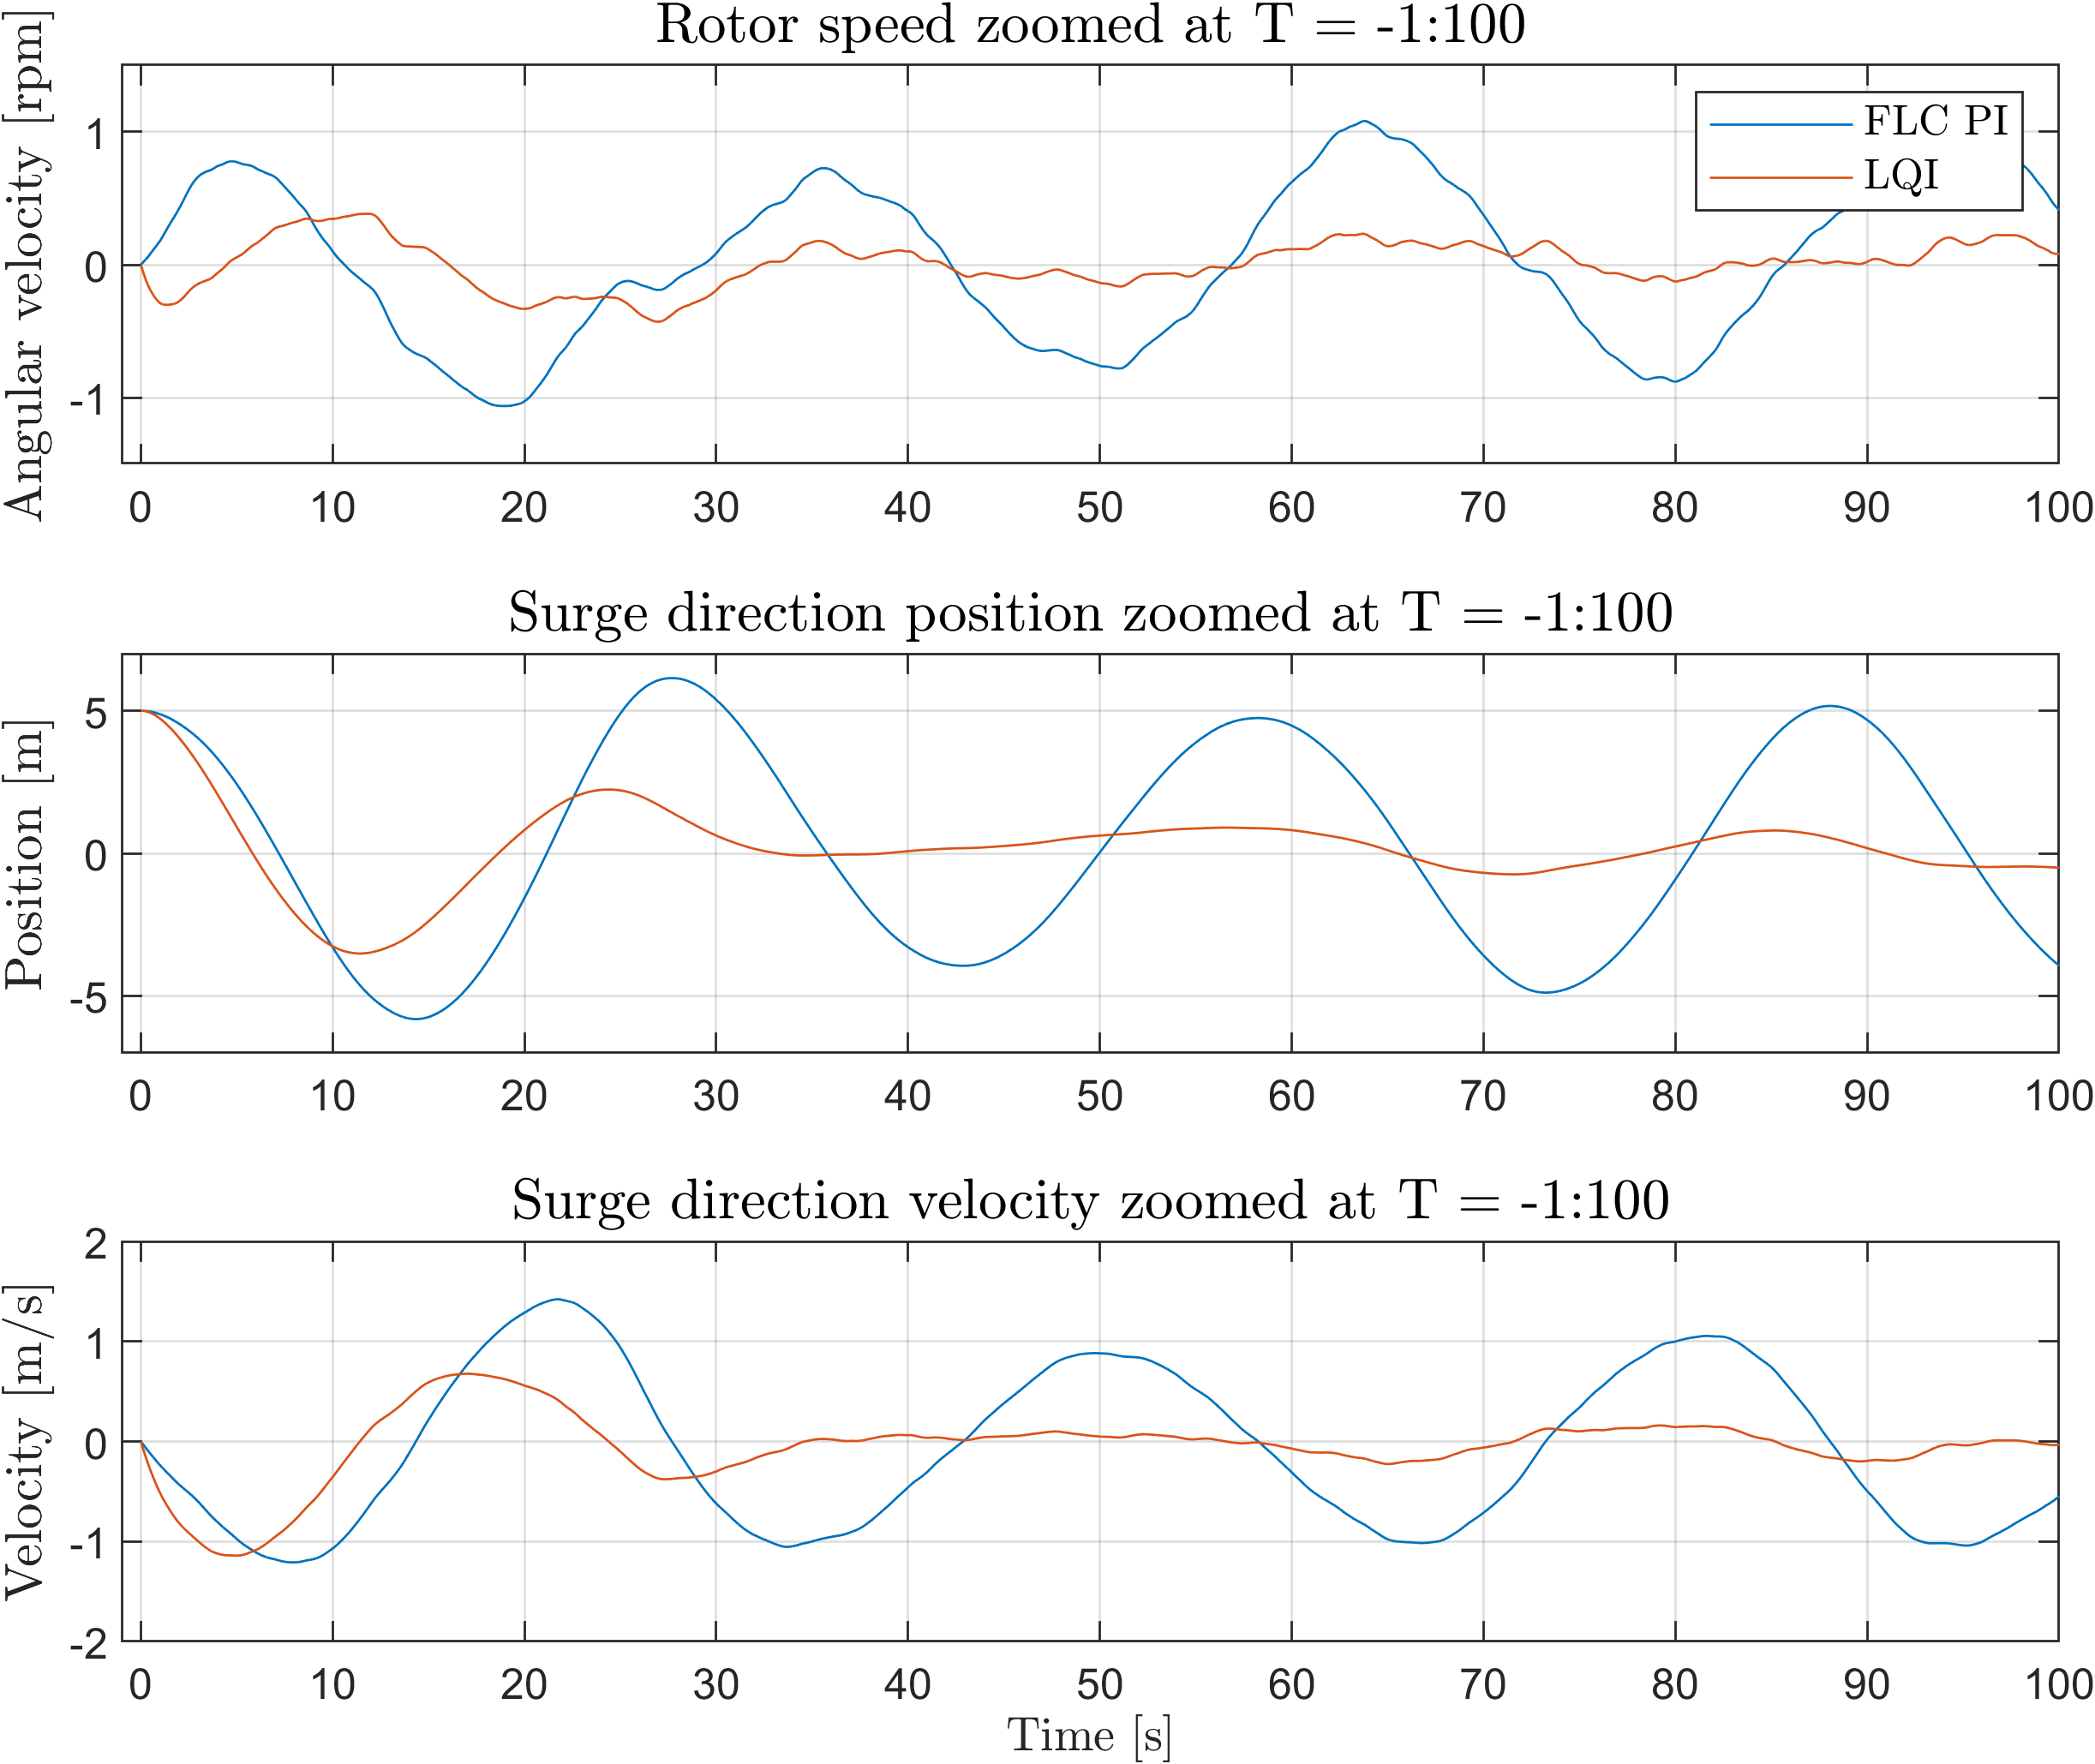 Rotor speed zoomed at T = -1:100
Angular velocity [rpm]
1
0
-1
FLC PI
LQI
0 10 20 30 40 50 60 70 80 90 100
Surge direction position zoomed at T = -1:100
Position [m]
5
0
-5
0 10 20 30 40 50 60 70 80 90 100
Surge direction velocity zoomed at T = -1:100
Velocity [m/s]
2
1
0
-1
-2
0 10 20 30 40 50 60 70 80 90 100
Time [s]